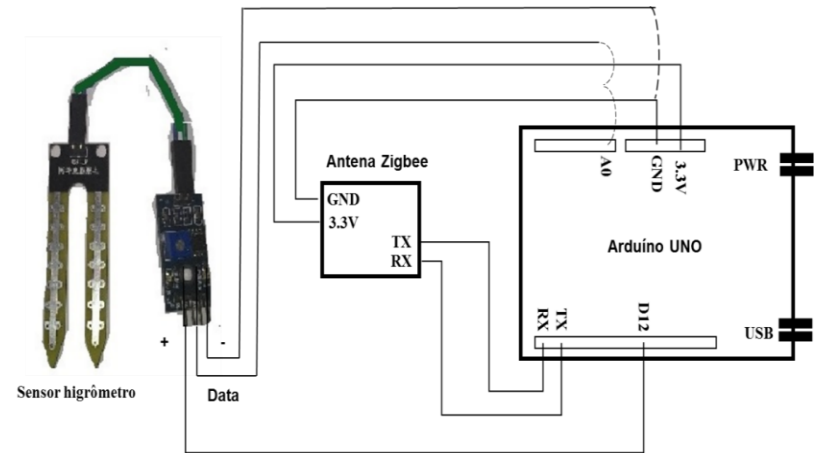 Antena Zigbee
GND
3.3V
TX
RX
A0
GND
3.3V
PWR
Arduíno UNO
RX
TX
D12
USB
+
-
Data
Sensor higrômetro